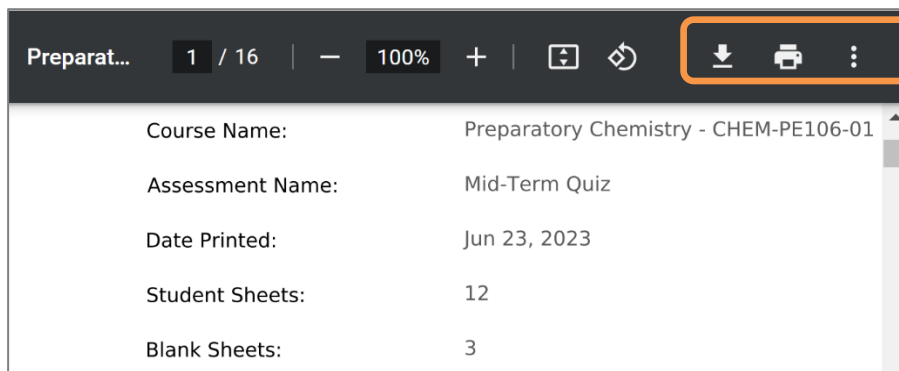 Preparat... 1 / 16 100%
Course Name: Preparatory Chemistry - CHEM-PE106-01
Assessment Name: Mid-Term Quiz
Date Printed: Jun 23, 2023
Student Sheets: 12
Blank Sheets: 3